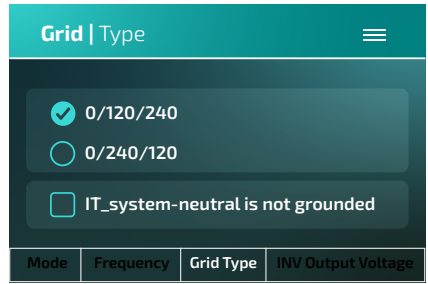 Grid | Type
0/120/240
0/240/120
IT_system-neutral is not grounded
Mode Frequency Grid Type INV Output Voltage